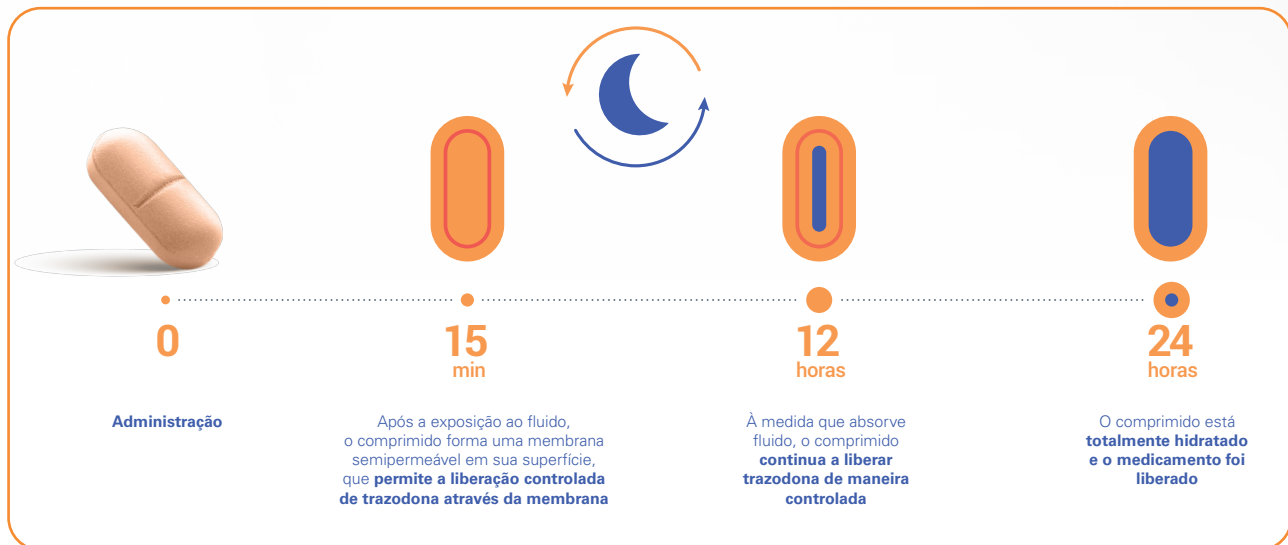 0
15
min
12
horas
24
horas
Administração
Após a exposição ao fluido,
o comprimido forma uma membrana
semipermeável em sua superfície,
que permite a liberação controlada
de trazodona através da membrana
À medida que absorve
fluido, o comprimido
continua a liberar
trazodona de maneira
controlada
O comprimido está
totalmente hidratado
e o medicamento foi
liberado